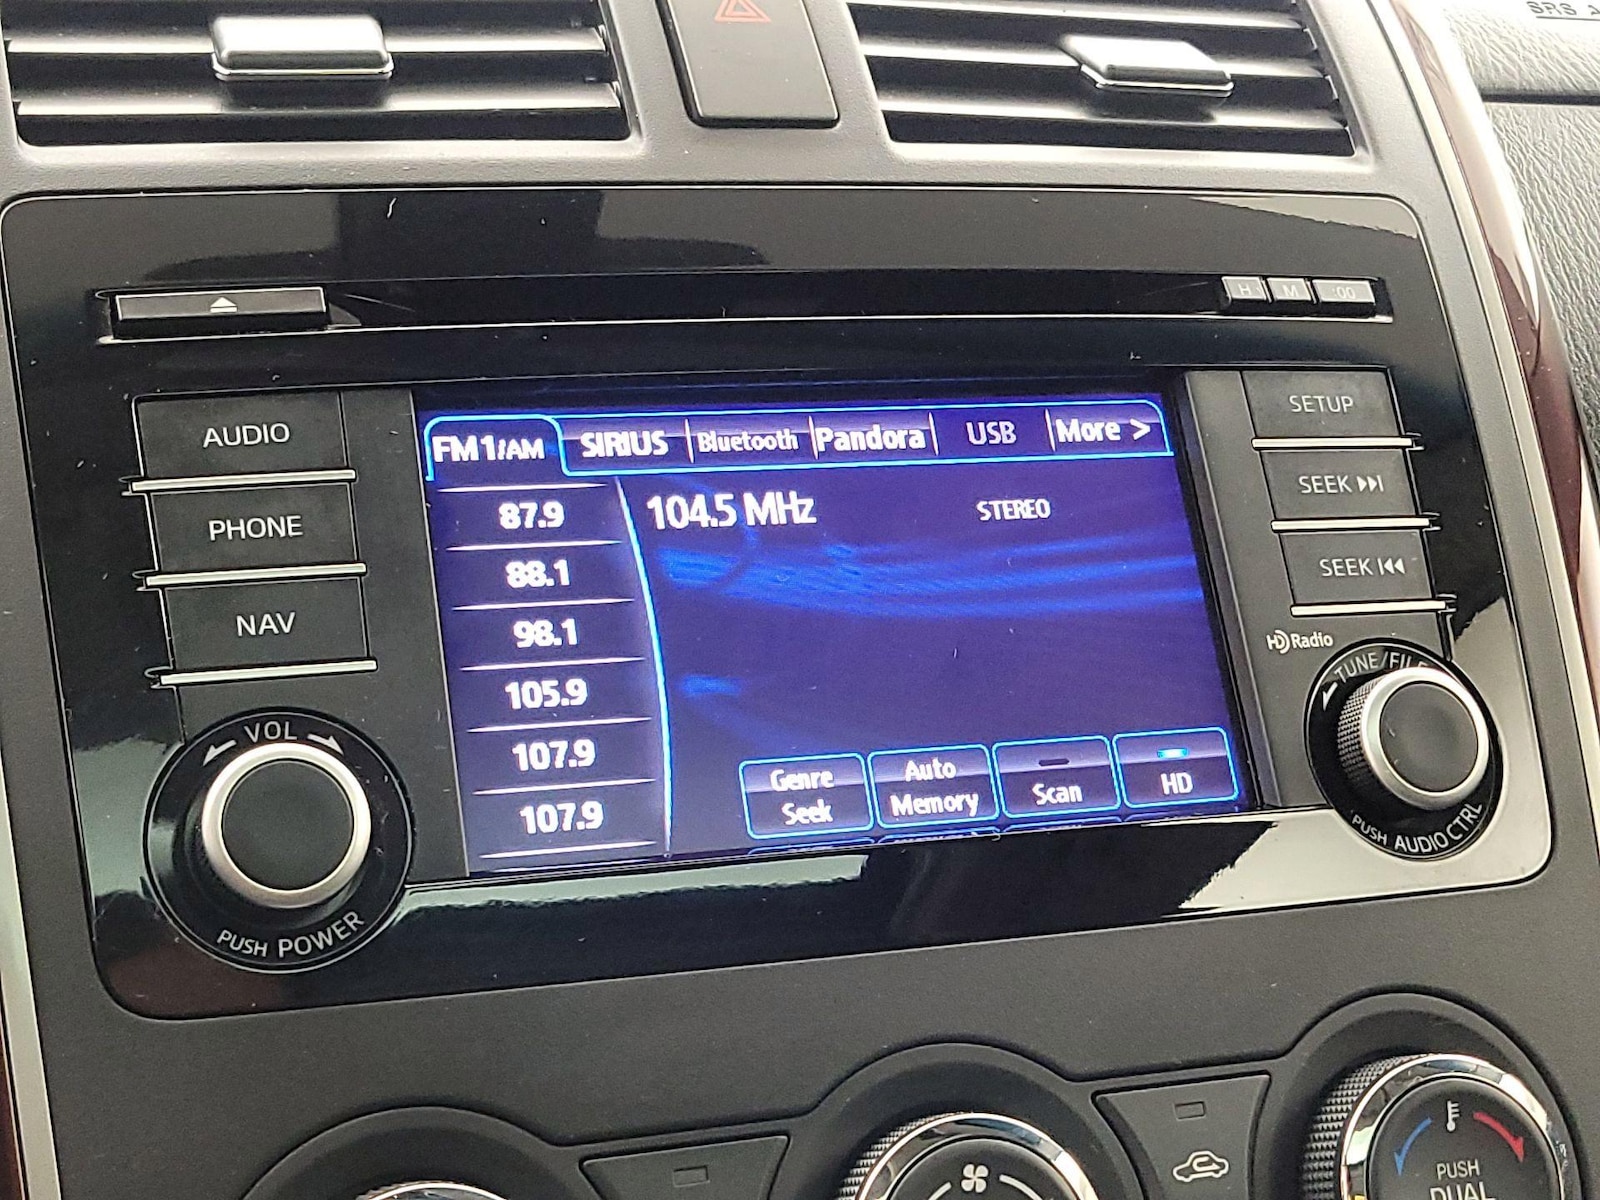 SRS
H M :00
AUDIO
PHONE
NAV
VOL
PUSH POWER
FM1/AM SIRIUS Bluetooth Pandora USB More >
87.9
88.1
98.1
105.9
107.9
107.9
104.5 MHz STEREO
Genre
Seek
Auto
Memory
Scan
HD
SETUP
SEEK
SEEK
HD Radio
TUNE/FILE
PUSH AUDIO CTRL
PUSH
DUAL